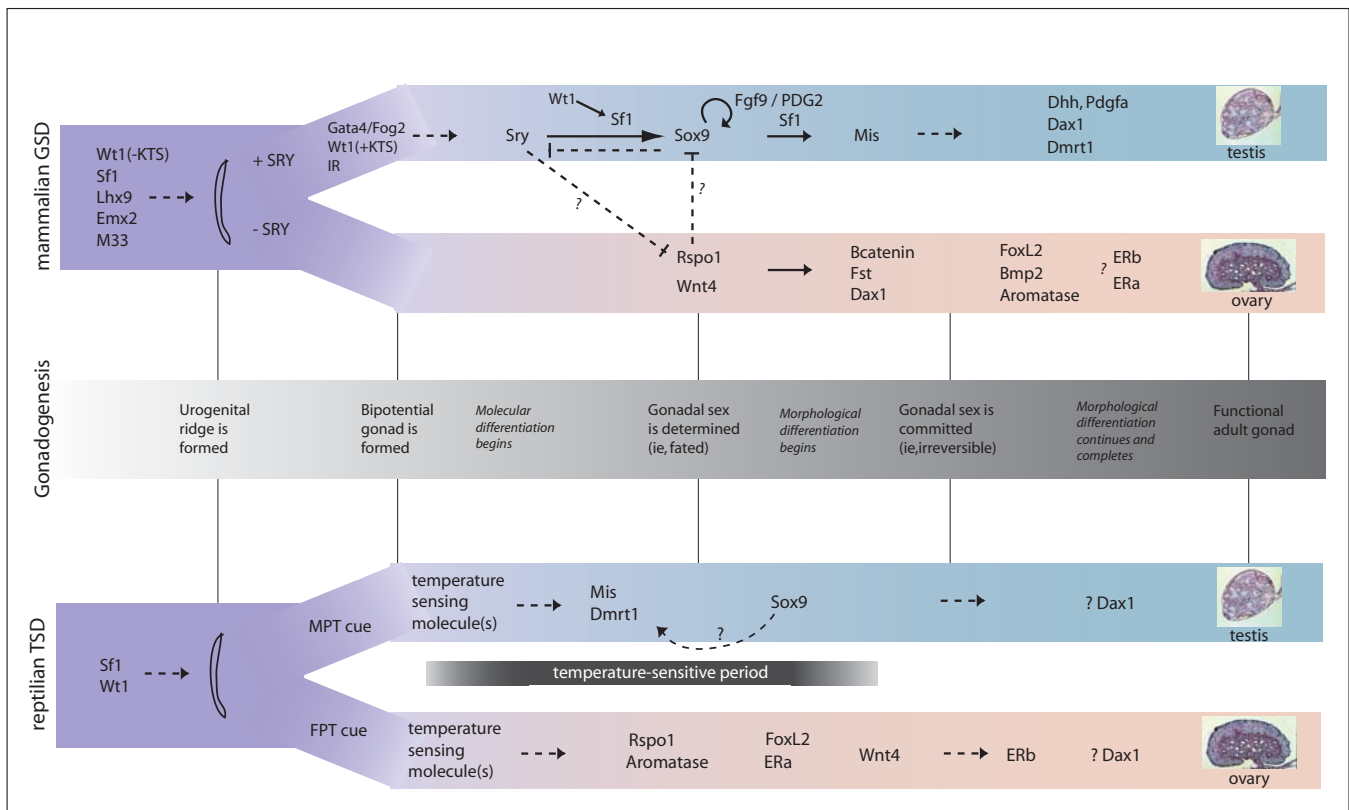 mammalian GSD
Wt1(-KTS)
Sf1
Lhx9
Emx2
M33
+ SRY
- SRY
Gata4/Fog2
Wt1(+KTS)
IR
Sry
Wt1
Sf1
Sox9
Fgf9 / PDG2
Sf1
Mis
Dhh, Pdgfa
Dax1
Dmrt1
testis
?
?
Rspo1
Wnt4
Bcatenin
Fst
Dax1
FoxL2
Bmp2
Aromatase
?
ERb
ERa
ovary
Gonadogenesis
Urogenital
ridge is
formed
Bipotential
gonad is
formed
Molecular
differentiation
begins
Gonadal sex
is determined
(ie, fated)
Morphological
differentiation
begins
Gonadal sex is
committed
(ie,irreversible)
Morphological
differentiation
continues and
completes
Functional
adult gonad
reptilian TSD
Sf1
Wt1
MPT cue
FPT cue
temperature
sensing
molecule(s)
Mis
Dmrt1
?
Sox9
? Dax1
testis
temperature-sensitive period
temperature
sensing
molecule(s)
Rspo1
Aromatase
FoxL2
ERa
Wnt4
ERb
? Dax1
ovary